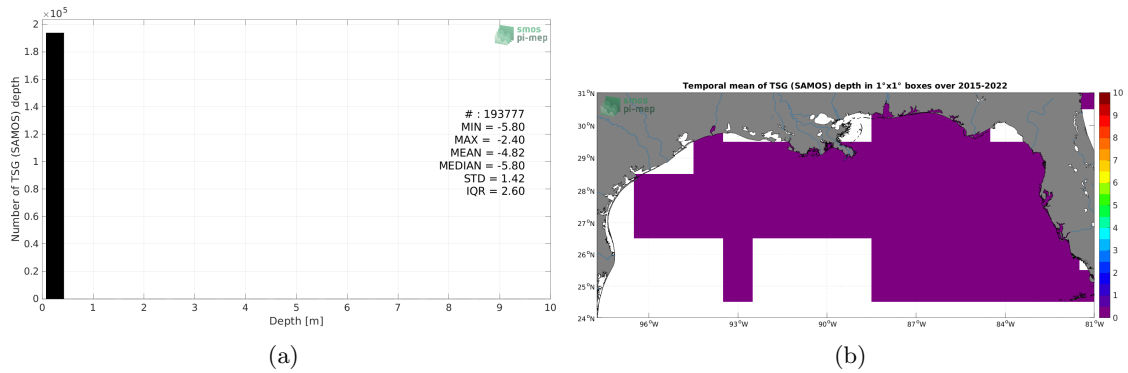 ×10⁵
2
1.8
1.6
1.4
1.2
1
0.8
0.6
0.4
0.2
0
Number of TSG (SAMOS) depth
smos
pi-mep
# : 193777
MIN = -5.80
MAX = -2.40
MEAN = -4.82
MEDIAN = -5.80
STD = 1.42
IQR = 2.60
0 1 2 3 4 5 6 7 8 9 10
Depth [m]
(a)
Temporal mean of TSG (SAMOS) depth in 1°x1° boxes over 2015-2022
smos
pi-mep
31°N
30°N
29°N
28°N
27°N
26°N
25°N
24°N
96°W 93°W 90°W 87°W 84°W 81°W
10
9
8
7
6
5
4
3
2
1
0
(b)